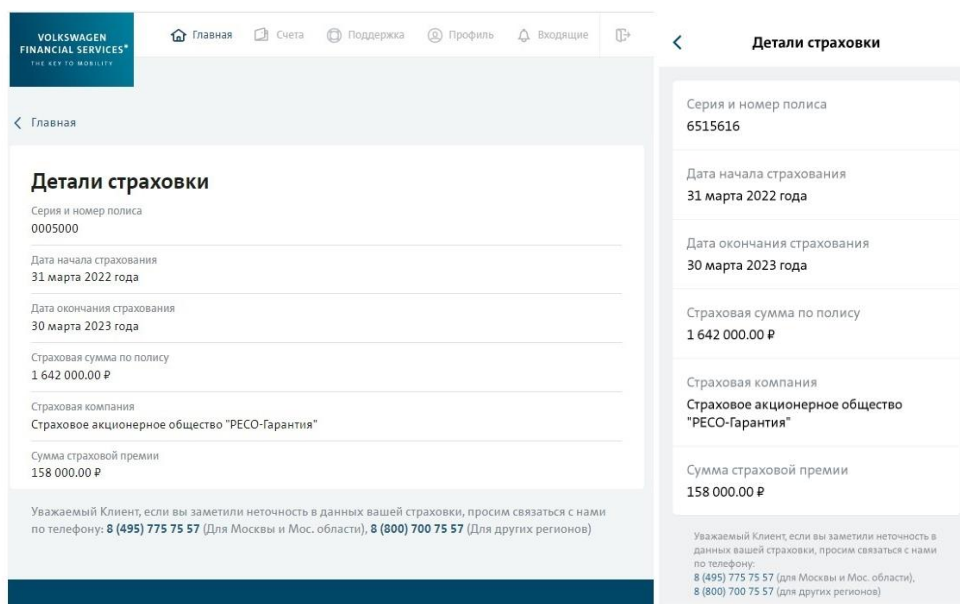 VOLKSWAGEN
FINANCIAL SERVICES*
THE KEY TO MOBILITY
Главная
Счета
Поддержка
Профиль
Входящие
Главная
Детали страховки
Серия и номер полиса
0005000
Дата начала страхования
31 марта 2022 года
Дата окончания страхования
30 марта 2023 года
Страховая сумма по полису
1 642 000.00 ₽
Страховая компания
Страховое акционерное общество "РЕСО-Гарантия"
Сумма страховой премии
158 000.00 ₽
Уважаемый Клиент, если вы заметили неточность в данных вашей страховки, просим связаться с нами
по телефону: 8 (495) 775 75 57 (Для Москвы и Мос. области), 8 (800) 700 75 57 (Для других регионов)
Детали страховки
Серия и номер полиса
6515616
Дата начала страхования
31 марта 2022 года
Дата окончания страхования
30 марта 2023 года
Страховая сумма по полису
1 642 000.00 ₽
Страховая компания
Страховое акционерное общество
"РЕСО-Гарантия"
Сумма страховой премии
158 000.00 ₽
Уважаемый Клиент, если вы заметили неточность в
данных вашей страховки, просим связаться с нами
по телефону:
8 (495) 775 75 57 (для Москвы и Мос. области),
8 (800) 700 75 57 (для других регионов)